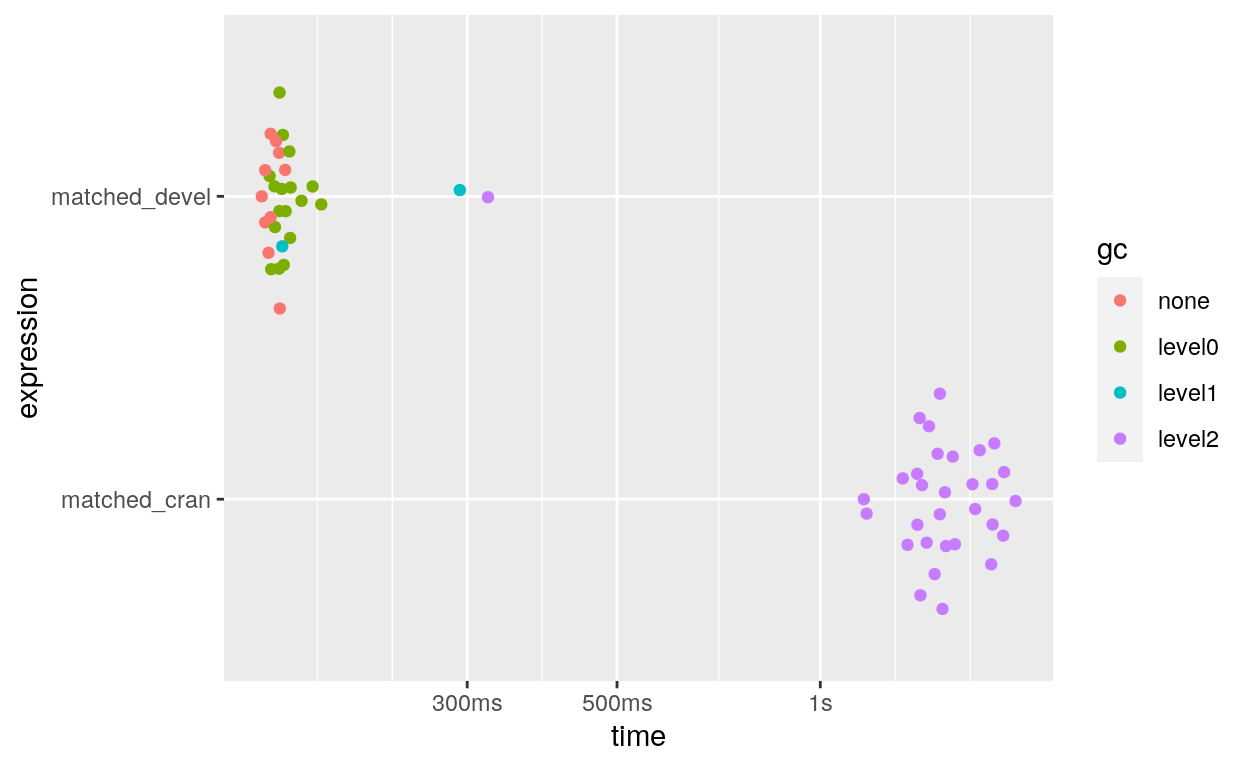 matched_devel
matched_cran
expression
300ms
500ms
1s
time
gc
none
level0
level1
level2